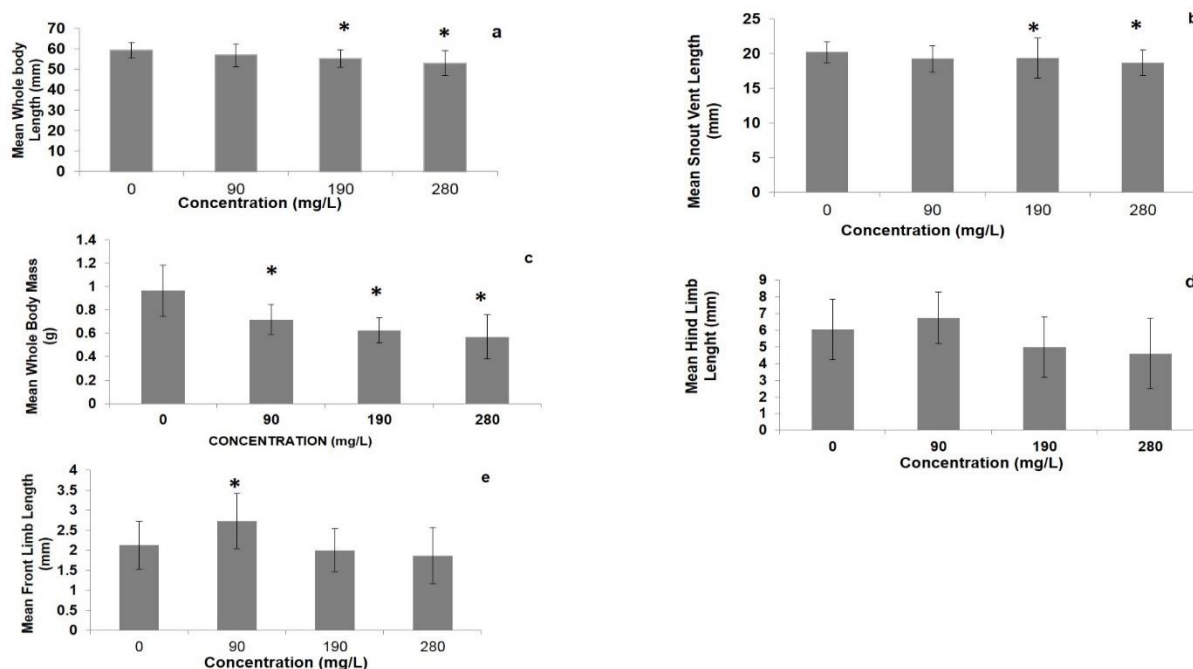 a
Mean Whole body
Length (mm)
70
60
50
40
30
20
10
0
* *
0 90 190 280
Concentration (mg/L)
b
Mean Snout Vent Length
(mm)
25
20
15
10
5
0
* *
0 90 190 280
Concentration (mg/L)
c
Mean Whole Body Mass
(g)
1.4
1.2
1
0.8
0.6
0.4
0.2
0
* * *
0 90 190 280
CONCENTRATION (mg/L)
d
Mean Hind Limb
Lenght (mm)
9
8
7
6
5
4
3
2
1
0
0 90 190 280
Concentration (mg/L)
e
Mean Front Limb Length
(mm)
4
3.5
3
2.5
2
1.5
1
0.5
0
*
0 90 190 280
Concentration (mg/L)